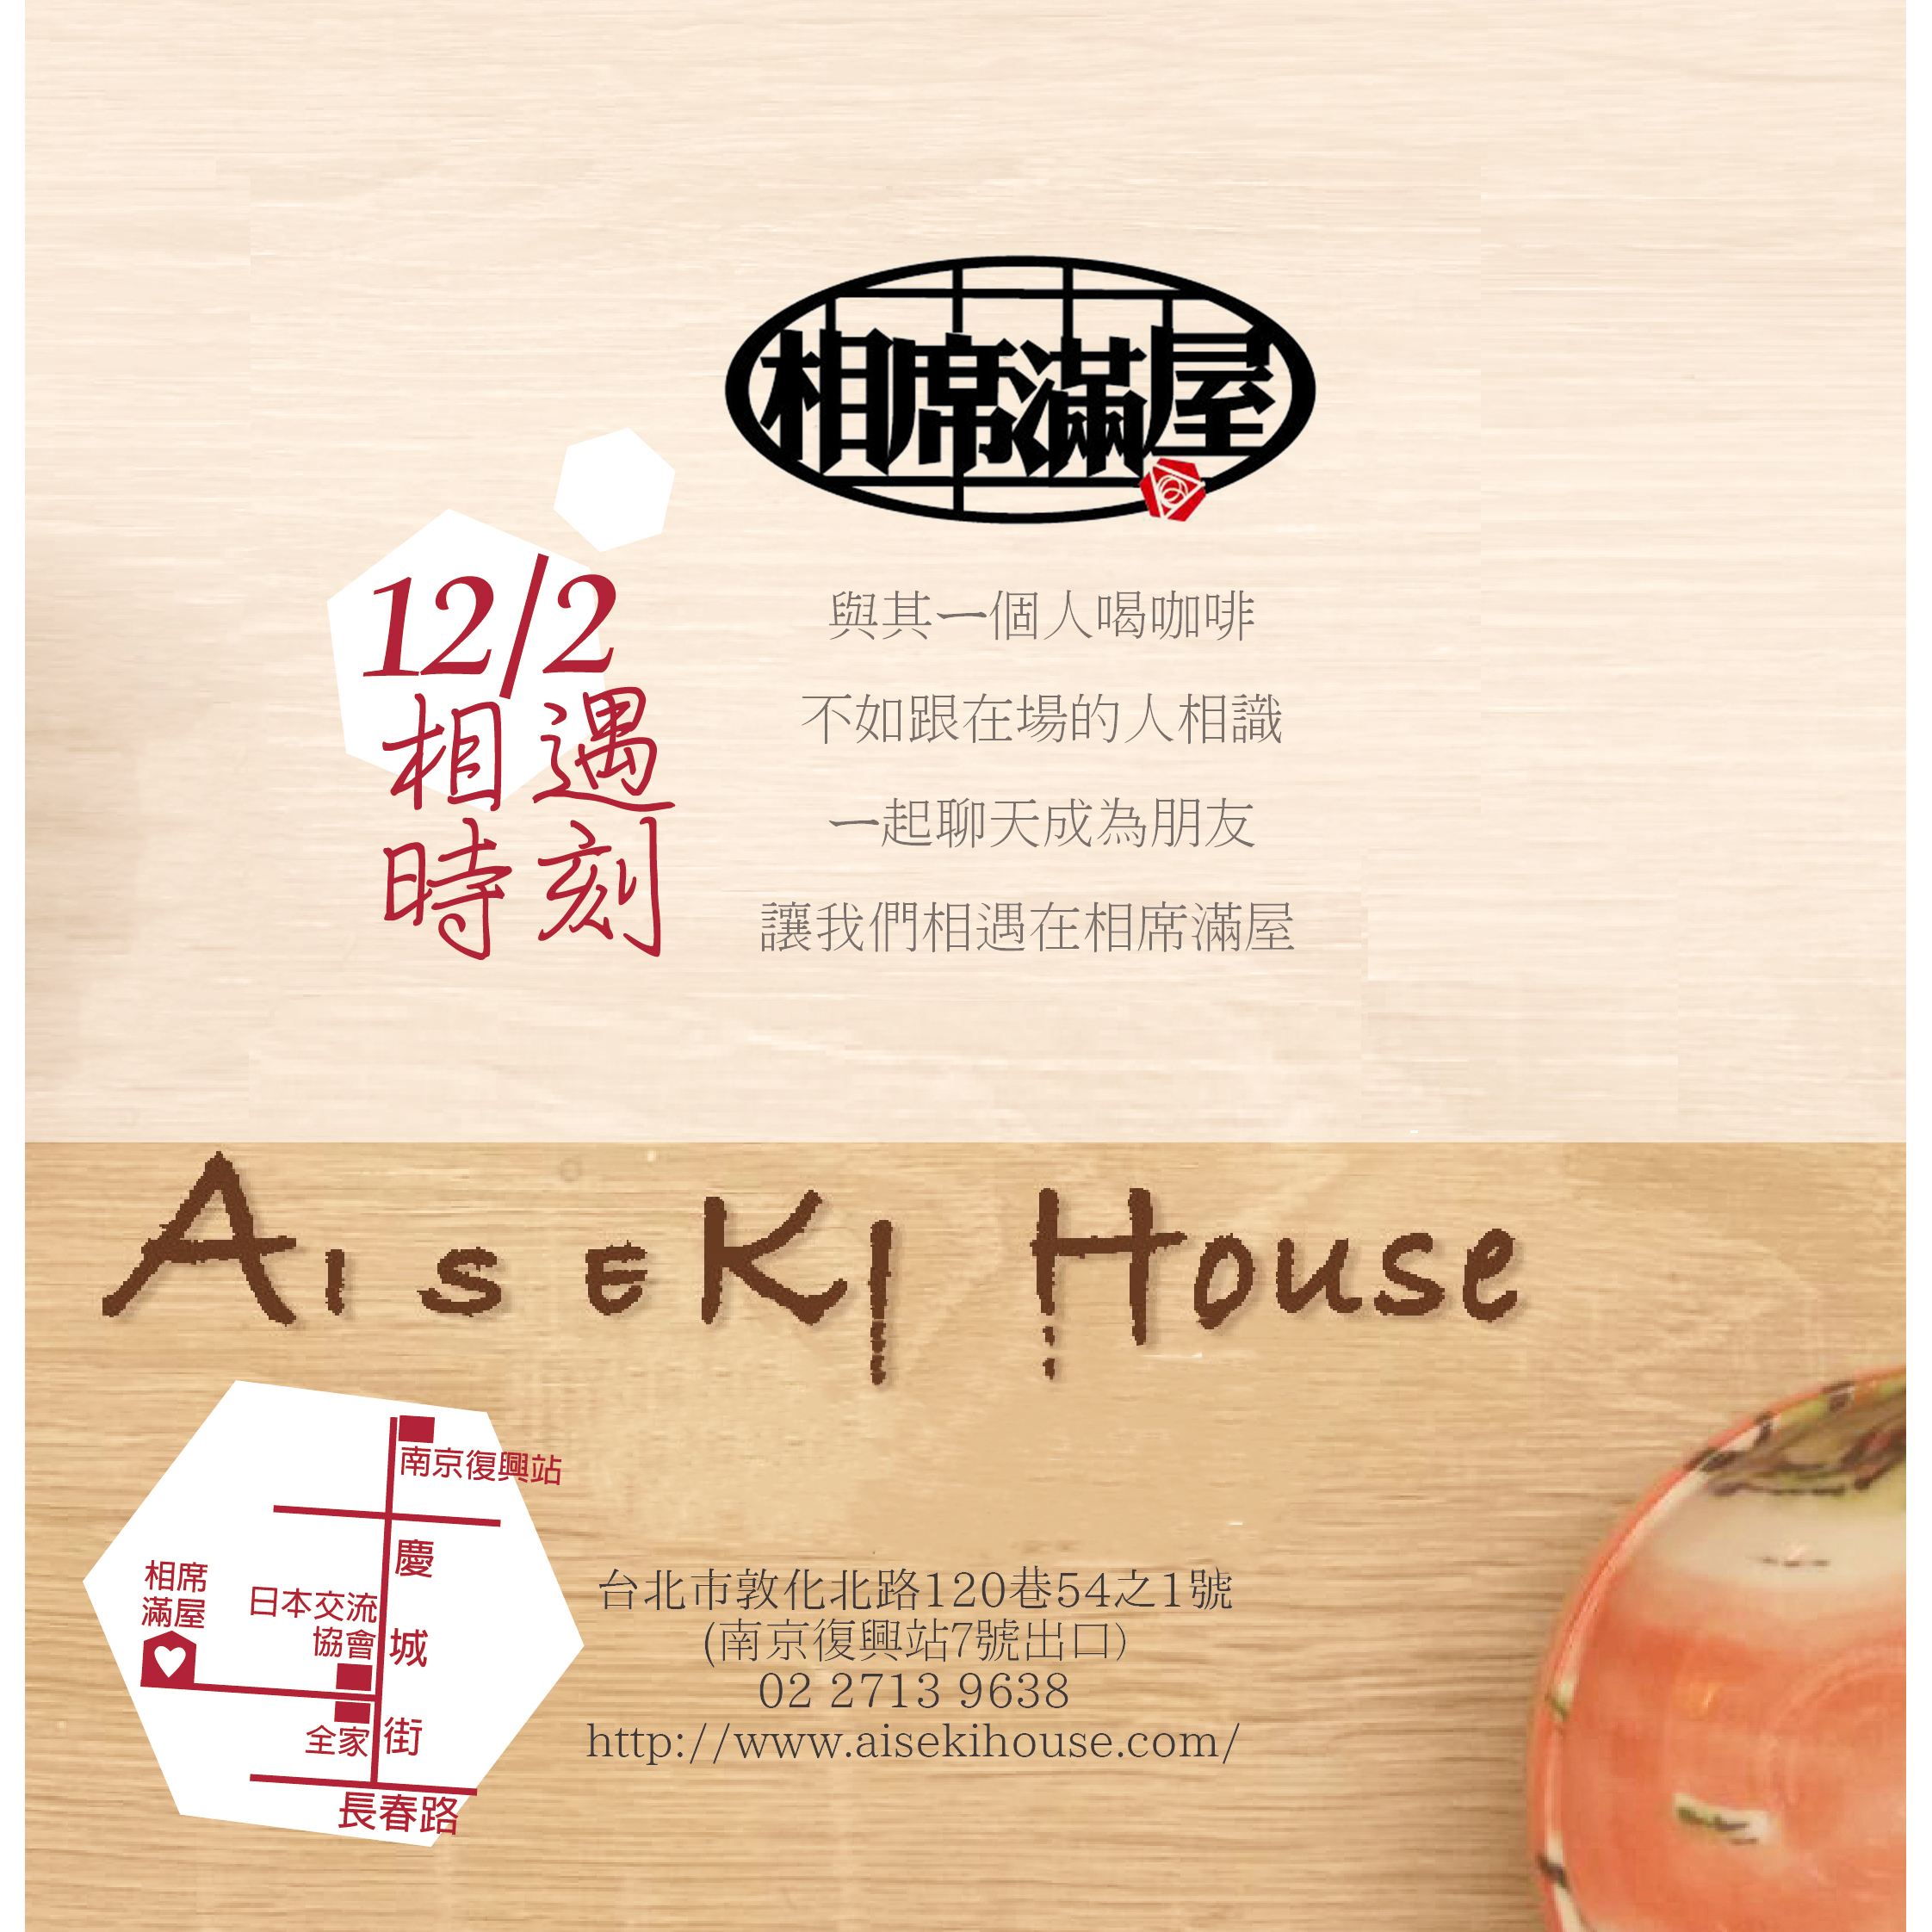 相席滿屋
12/2
相遇
時刻
與其一個人喝咖啡
不如跟在場的人相識
一起聊天成為朋友
讓我們相遇在相席滿屋
AISEKI House
南京復興站
慶城街
相席
滿屋
日本交流
協會
全家
長春路
台北市敦化北路120巷54之1號
(南京復興站7號出口)
02 2713 9638
http://www.aisekihouse.com/